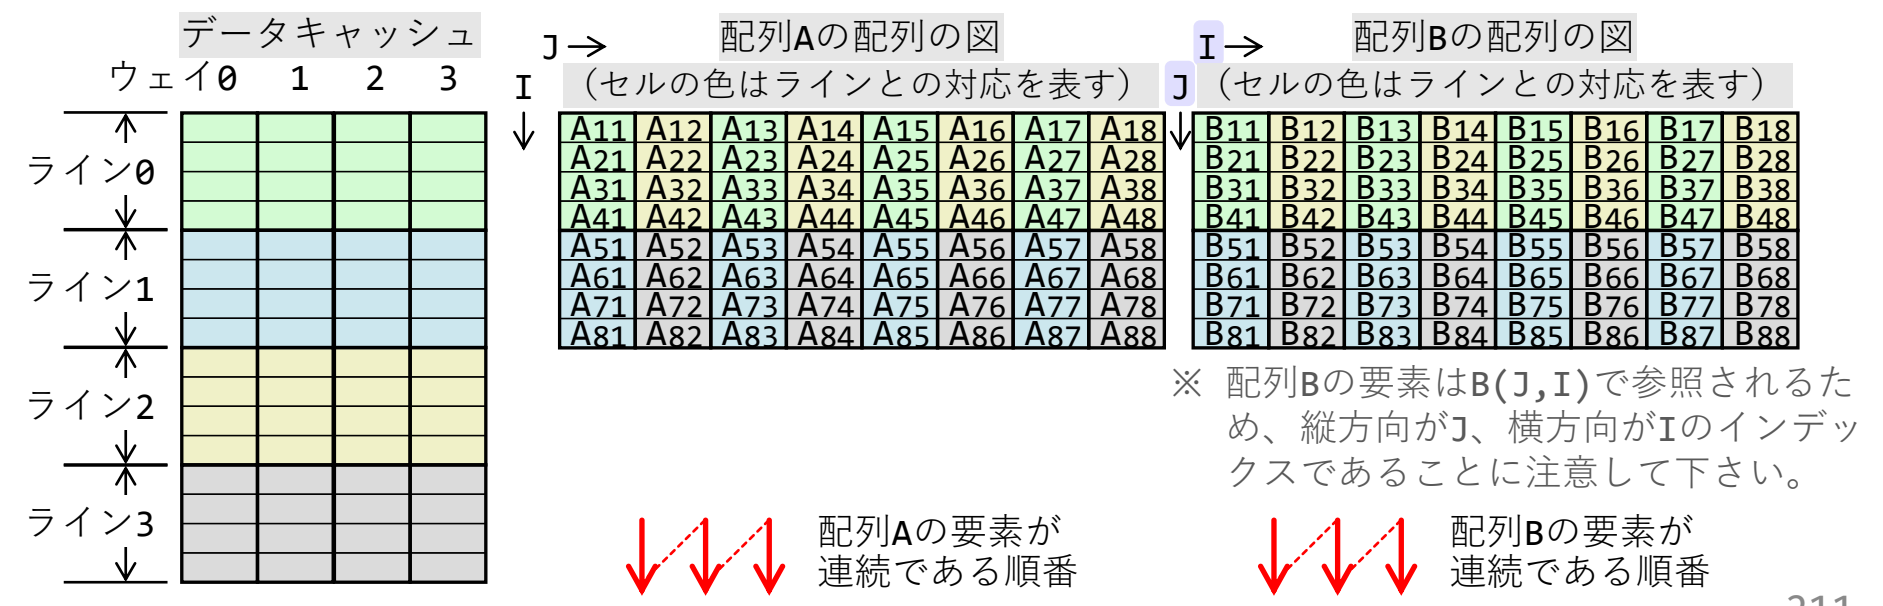 データキャッシュ
ウェイ0 1 2 3
ライン0
ライン1
ライン2
ライン3
J→ 配列Aの配列の図
I （セルの色はラインとの対応を表す）
A11 A12 A13 A14 A15 A16 A17 A18
A21 A22 A23 A24 A25 A26 A27 A28
A31 A32 A33 A34 A35 A36 A37 A38
A41 A42 A43 A44 A45 A46 A47 A48
A51 A52 A53 A54 A55 A56 A57 A58
A61 A62 A63 A64 A65 A66 A67 A68
A71 A72 A73 A74 A75 A76 A77 A78
A81 A82 A83 A84 A85 A86 A87 A88
配列Aの要素が
連続である順番
I→ 配列Bの配列の図
J （セルの色はラインとの対応を表す）
B11 B12 B13 B14 B15 B16 B17 B18
B21 B22 B23 B24 B25 B26 B27 B28
B31 B32 B33 B34 B35 B36 B37 B38
B41 B42 B43 B44 B45 B46 B47 B48
B51 B52 B53 B54 B55 B56 B57 B58
B61 B62 B63 B64 B65 B66 B67 B68
B71 B72 B73 B74 B75 B76 B77 B78
B81 B82 B83 B84 B85 B86 B87 B88
※ 配列Bの要素はB(J,I)で参照されるた
め、縦方向がJ、横方向がIのインデッ
クスであることに注意して下さい。
配列Bの要素が
連続である順番